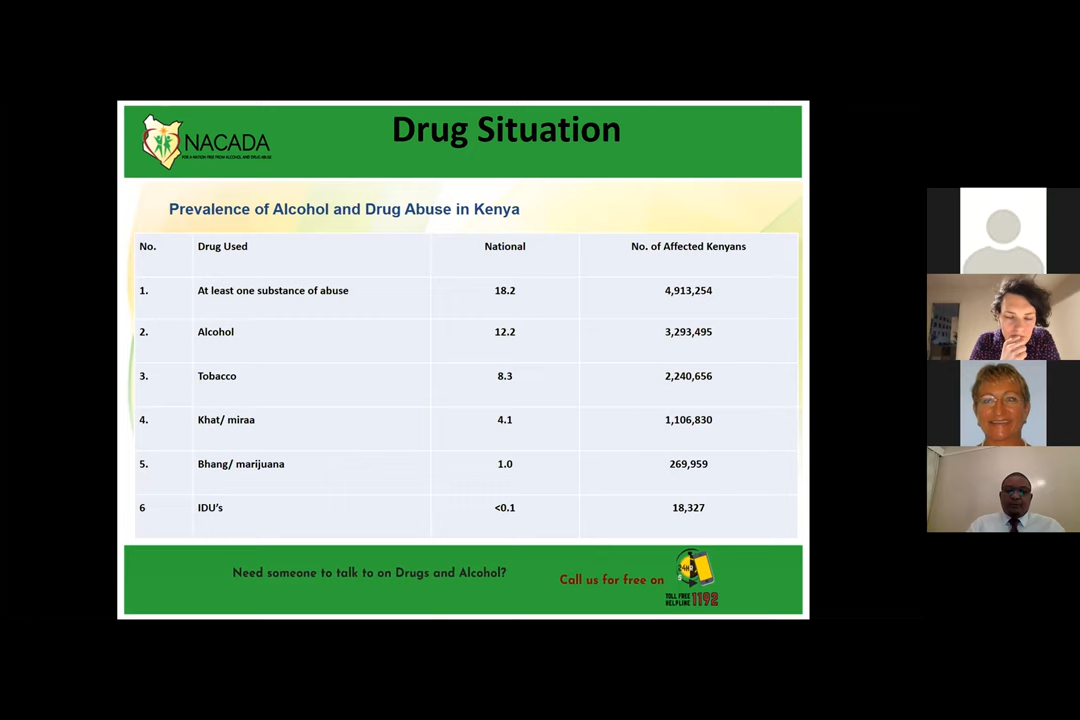 Drug Situation
NACADA
FOR A NATION FREE FROM ALCOHOL AND DRUG ABUSE
Prevalence of Alcohol and Drug Abuse in Kenya
No. Drug Used National No. of Affected Kenyans
1. At least one substance of abuse 18.2 4,913,254
2. Alcohol 12.2 3,293,495
3. Tobacco 8.3 2,240,656
4. Khat/ miraa 4.1 1,106,830
5. Bhang/ marijuana 1.0 269,959
6 IDU's <0.1 18,327
Need someone to talk to on Drugs and Alcohol?
Call us for free on
24HR
TOLL FREE
HELPLINE 1192